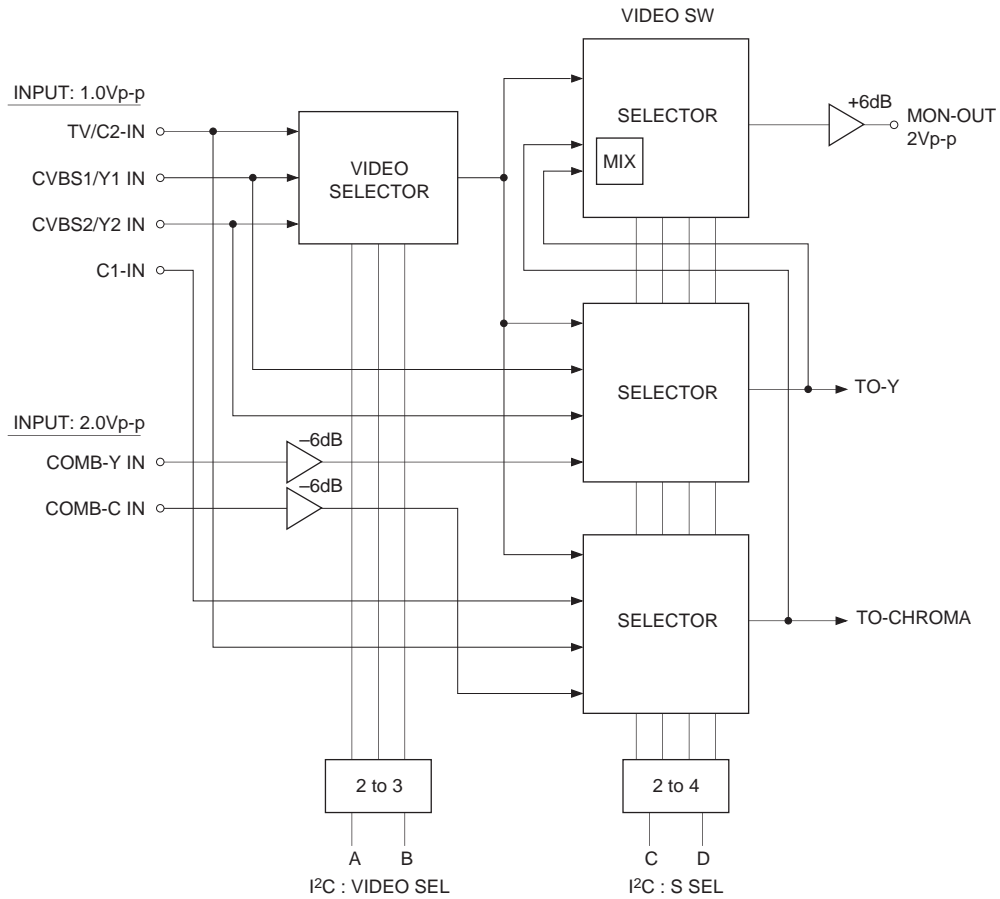 VIDEO SW
INPUT: 1.0Vp-p
TV/C2-IN
CVBS1/Y1 IN
CVBS2/Y2 IN
C1-IN
VIDEO
SELECTOR
SELECTOR
MIX
+6dB
MON-OUT
2Vp-p
SELECTOR
TO-Y
INPUT: 2.0Vp-p
COMB-Y IN
–6dB
COMB-C IN
–6dB
SELECTOR
TO-CHROMA
2 to 3
2 to 4
A B
I²C : VIDEO SEL
C D
I²C : S SEL